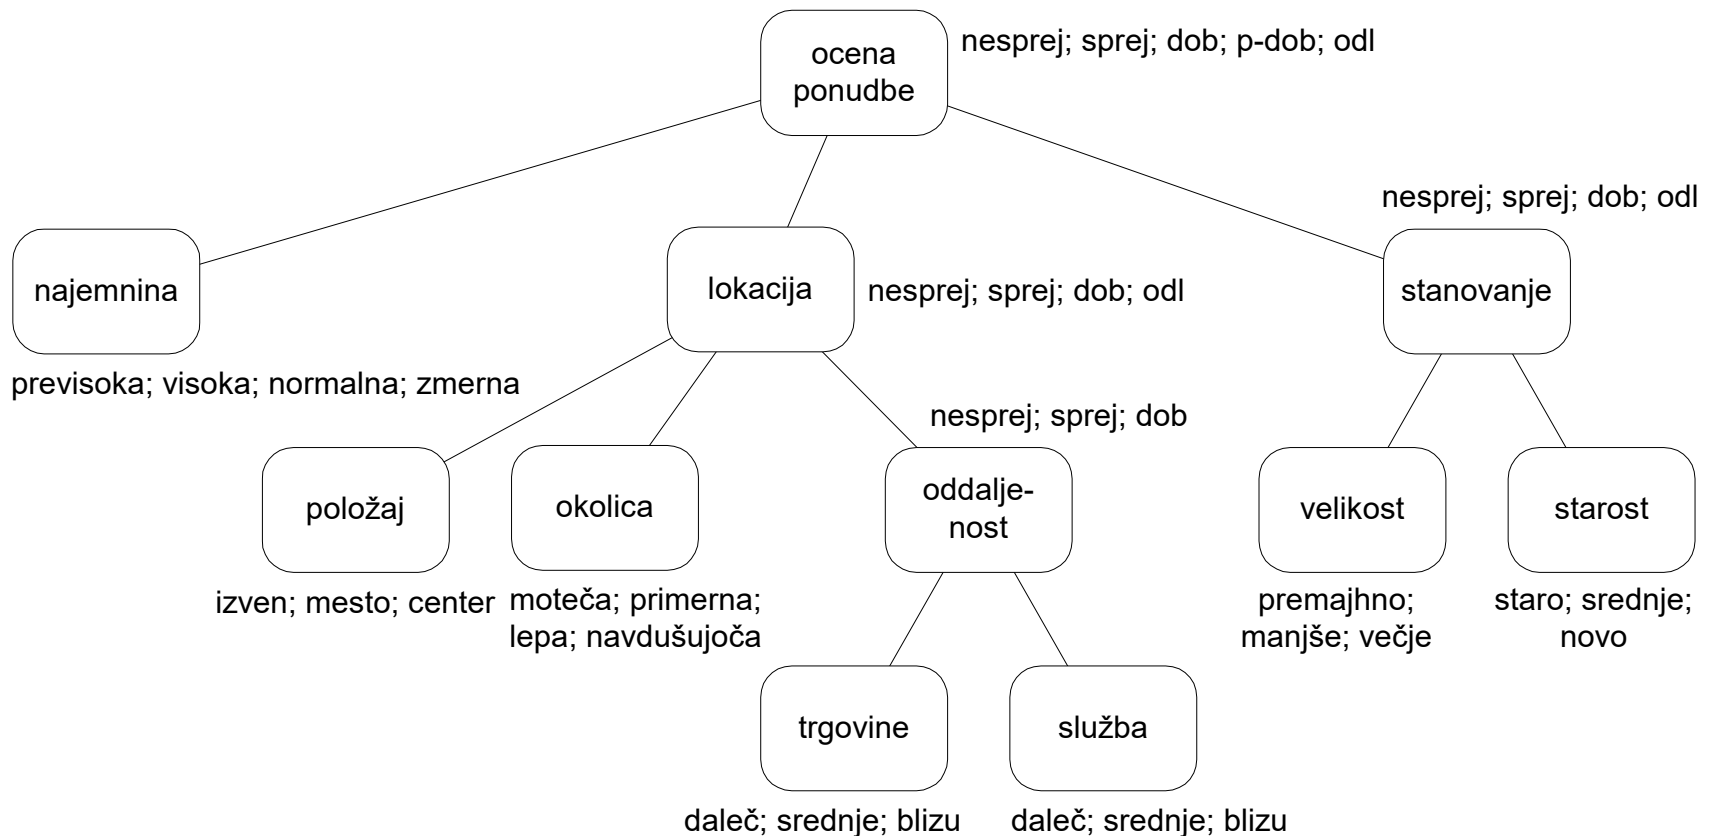 ocena
ponudbe
nesprej; sprej; dob; p-dob; odl
nesprej; sprej; dob; odl
najemnina
lokacija
nesprej; sprej; dob; odl
stanovanje
previsoka; visoka; normalna; zmerna
nesprej; sprej; dob
položaj
okolica
oddalje-
nost
velikost
starost
izven; mesto; center
moteča; primerna;
lepa; navdušujoča
premajhno;
manjše; večje
staro; srednje;
novo
trgovine
služba
daleč; srednje; blizu
daleč; srednje; blizu